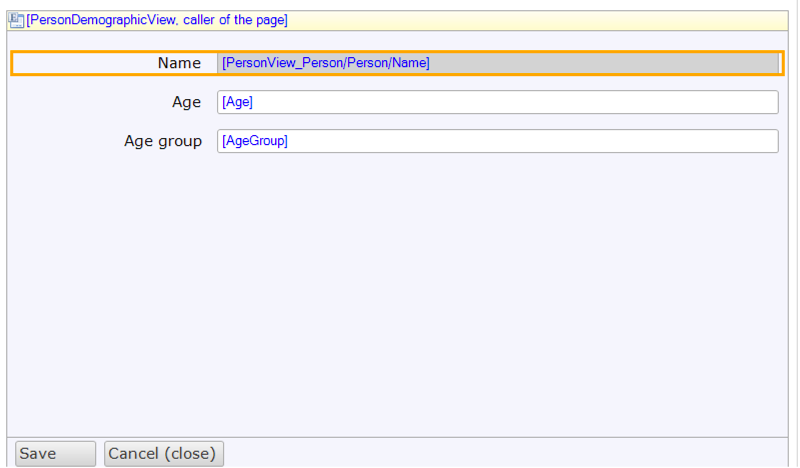 [PersonDemographicView, caller of the page]
Name [PersonView_Person/Person/Name]
Age [Age]
Age group [AgeGroup]
Save Cancel (close)